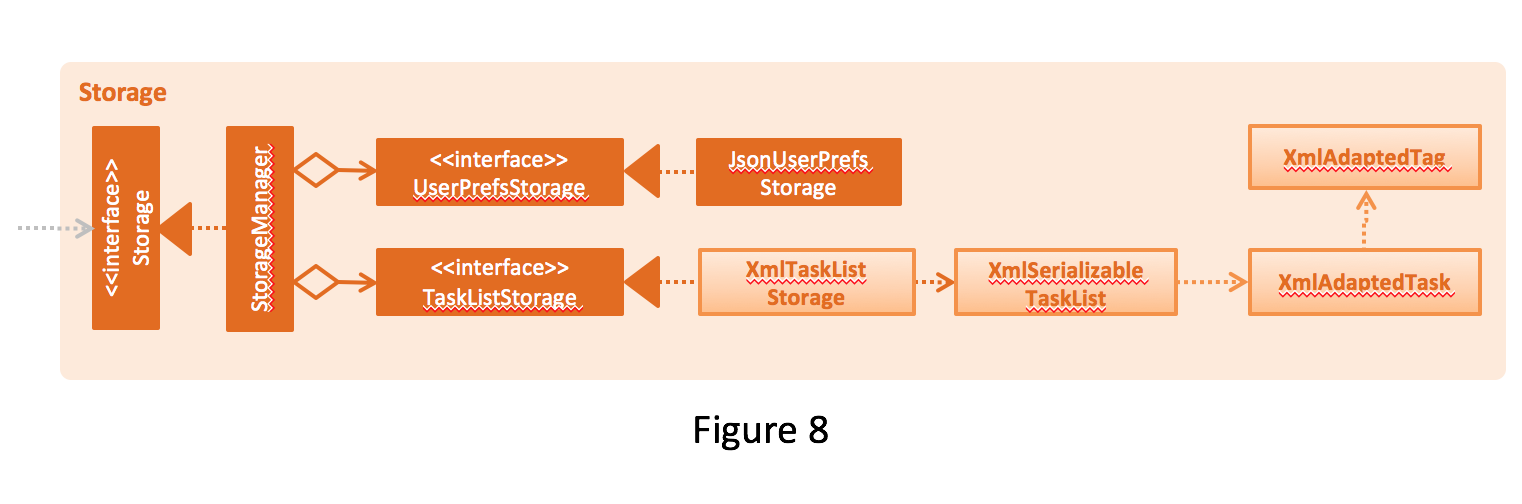 Storage
<<interface>>
Storage
StorageManager
<<interface>>
UserPrefsStorage
JsonUserPrefs
Storage
XmlAdaptedTag
<<interface>>
TaskListStorage
XmlTaskList
Storage
XmlSerializable
TaskList
XmlAdaptedTask
Figure 8